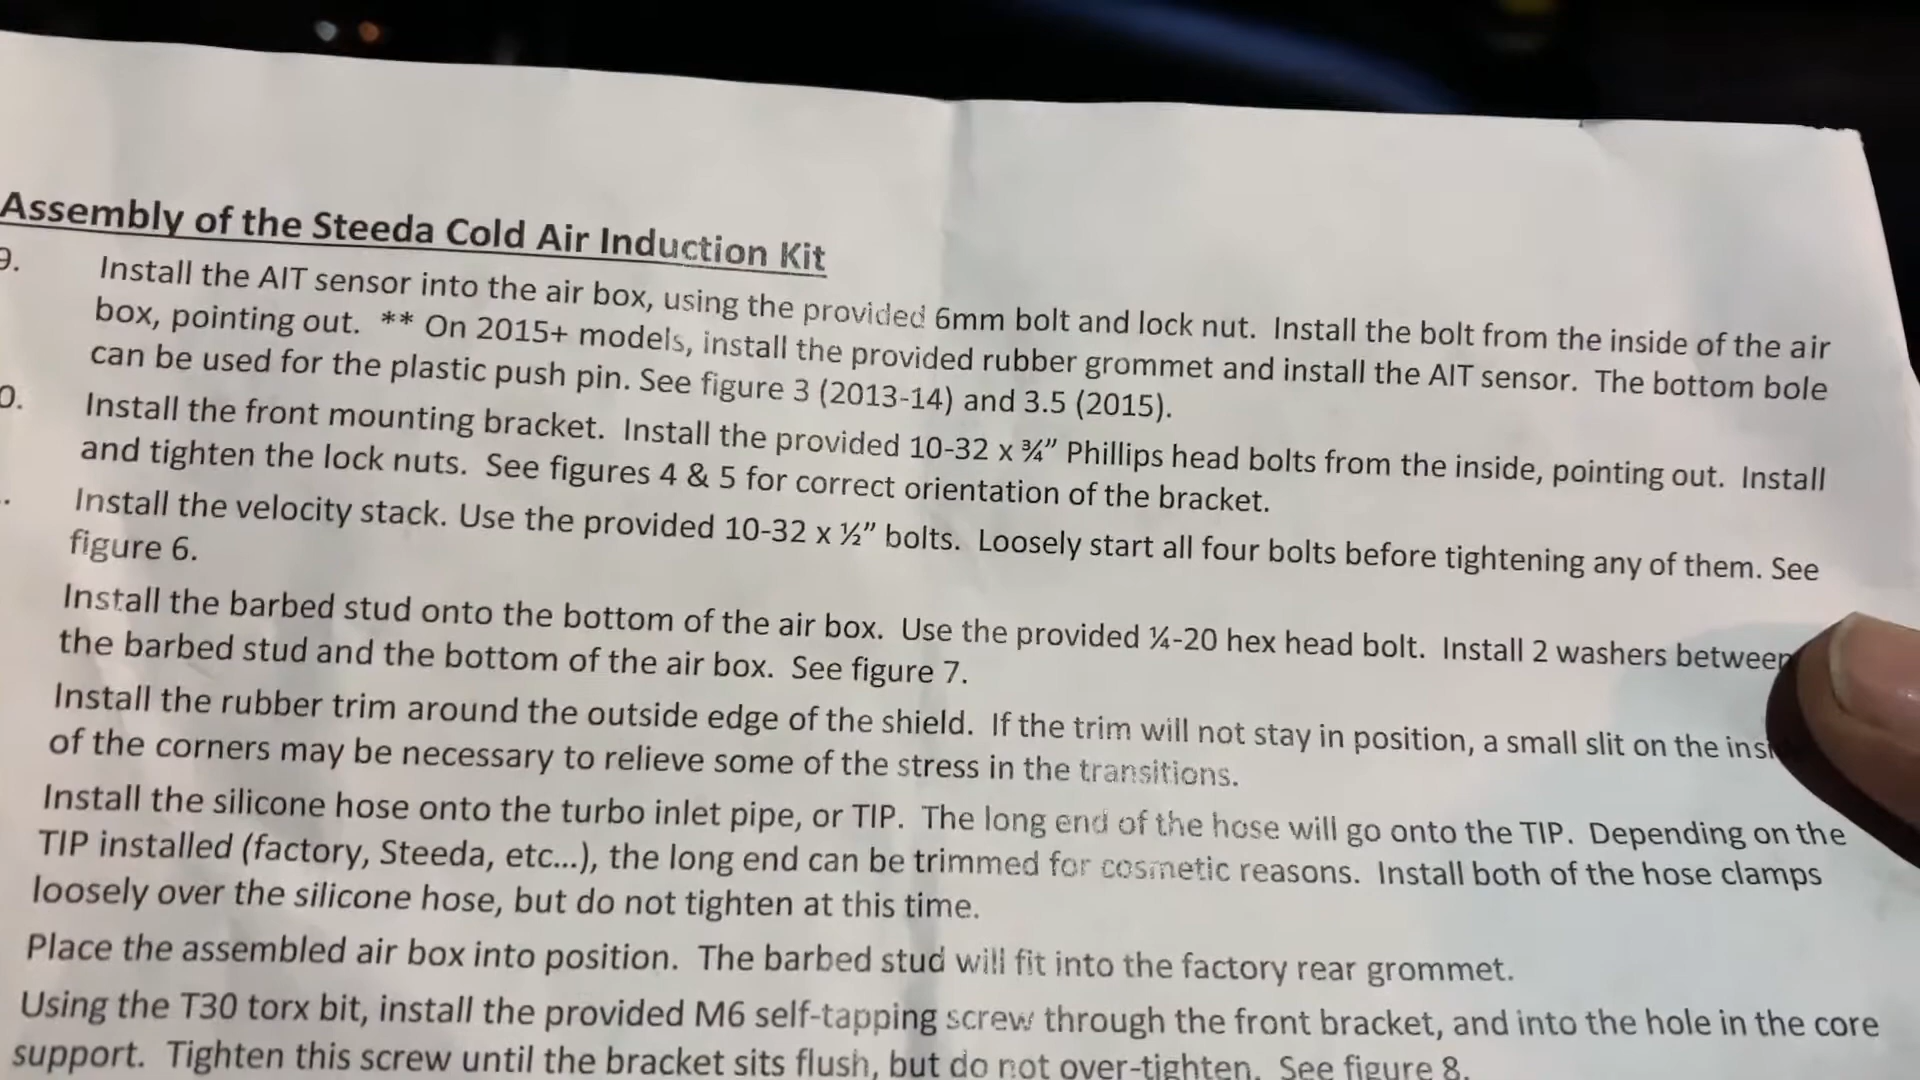 Assembly of the Steeda Cold Air Induction Kit
9. Install the AIT sensor into the air box, using the provided 6mm bolt and lock nut. Install the bolt from the inside of the air
box, pointing out. ** On 2015+ models, install the provided rubber grommet and install the AIT sensor. The bottom bole
can be used for the plastic push pin. See figure 3 (2013-14) and 3.5 (2015).
0. Install the front mounting bracket. Install the provided 10-32 x ¾” Phillips head bolts from the inside, pointing out. Install
and tighten the lock nuts. See figures 4 & 5 for correct orientation of the bracket.
. Install the velocity stack. Use the provided 10-32 x ½” bolts. Loosely start all four bolts before tightening any of them. See
figure 6.
Install the barbed stud onto the bottom of the air box. Use the provided ¼-20 hex head bolt. Install 2 washers between
the barbed stud and the bottom of the air box. See figure 7.
Install the rubber trim around the outside edge of the shield. If the trim will not stay in position, a small slit on the insi
of the corners may be necessary to relieve some of the stress in the transitions.
Install the silicone hose onto the turbo inlet pipe, or TIP. The long end of the hose will go onto the TIP. Depending on the
TIP installed (factory, Steeda, etc...), the long end can be trimmed for cosmetic reasons. Install both of the hose clamps
loosely over the silicone hose, but do not tighten at this time.
Place the assembled air box into position. The barbed stud will fit into the factory rear grommet.
Using the T30 torx bit, install the provided M6 self-tapping screw through the front bracket, and into the hole in the core
support. Tighten this screw until the bracket sits flush, but do not over-tighten. See figure 8.